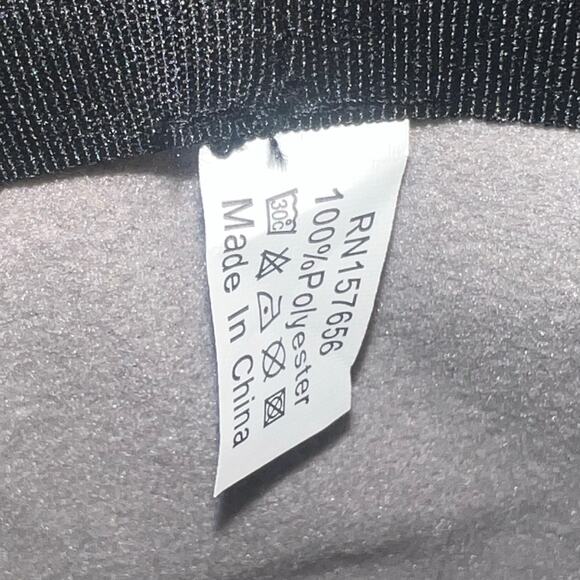 RN157656
100%Polyester
30C
Made In China